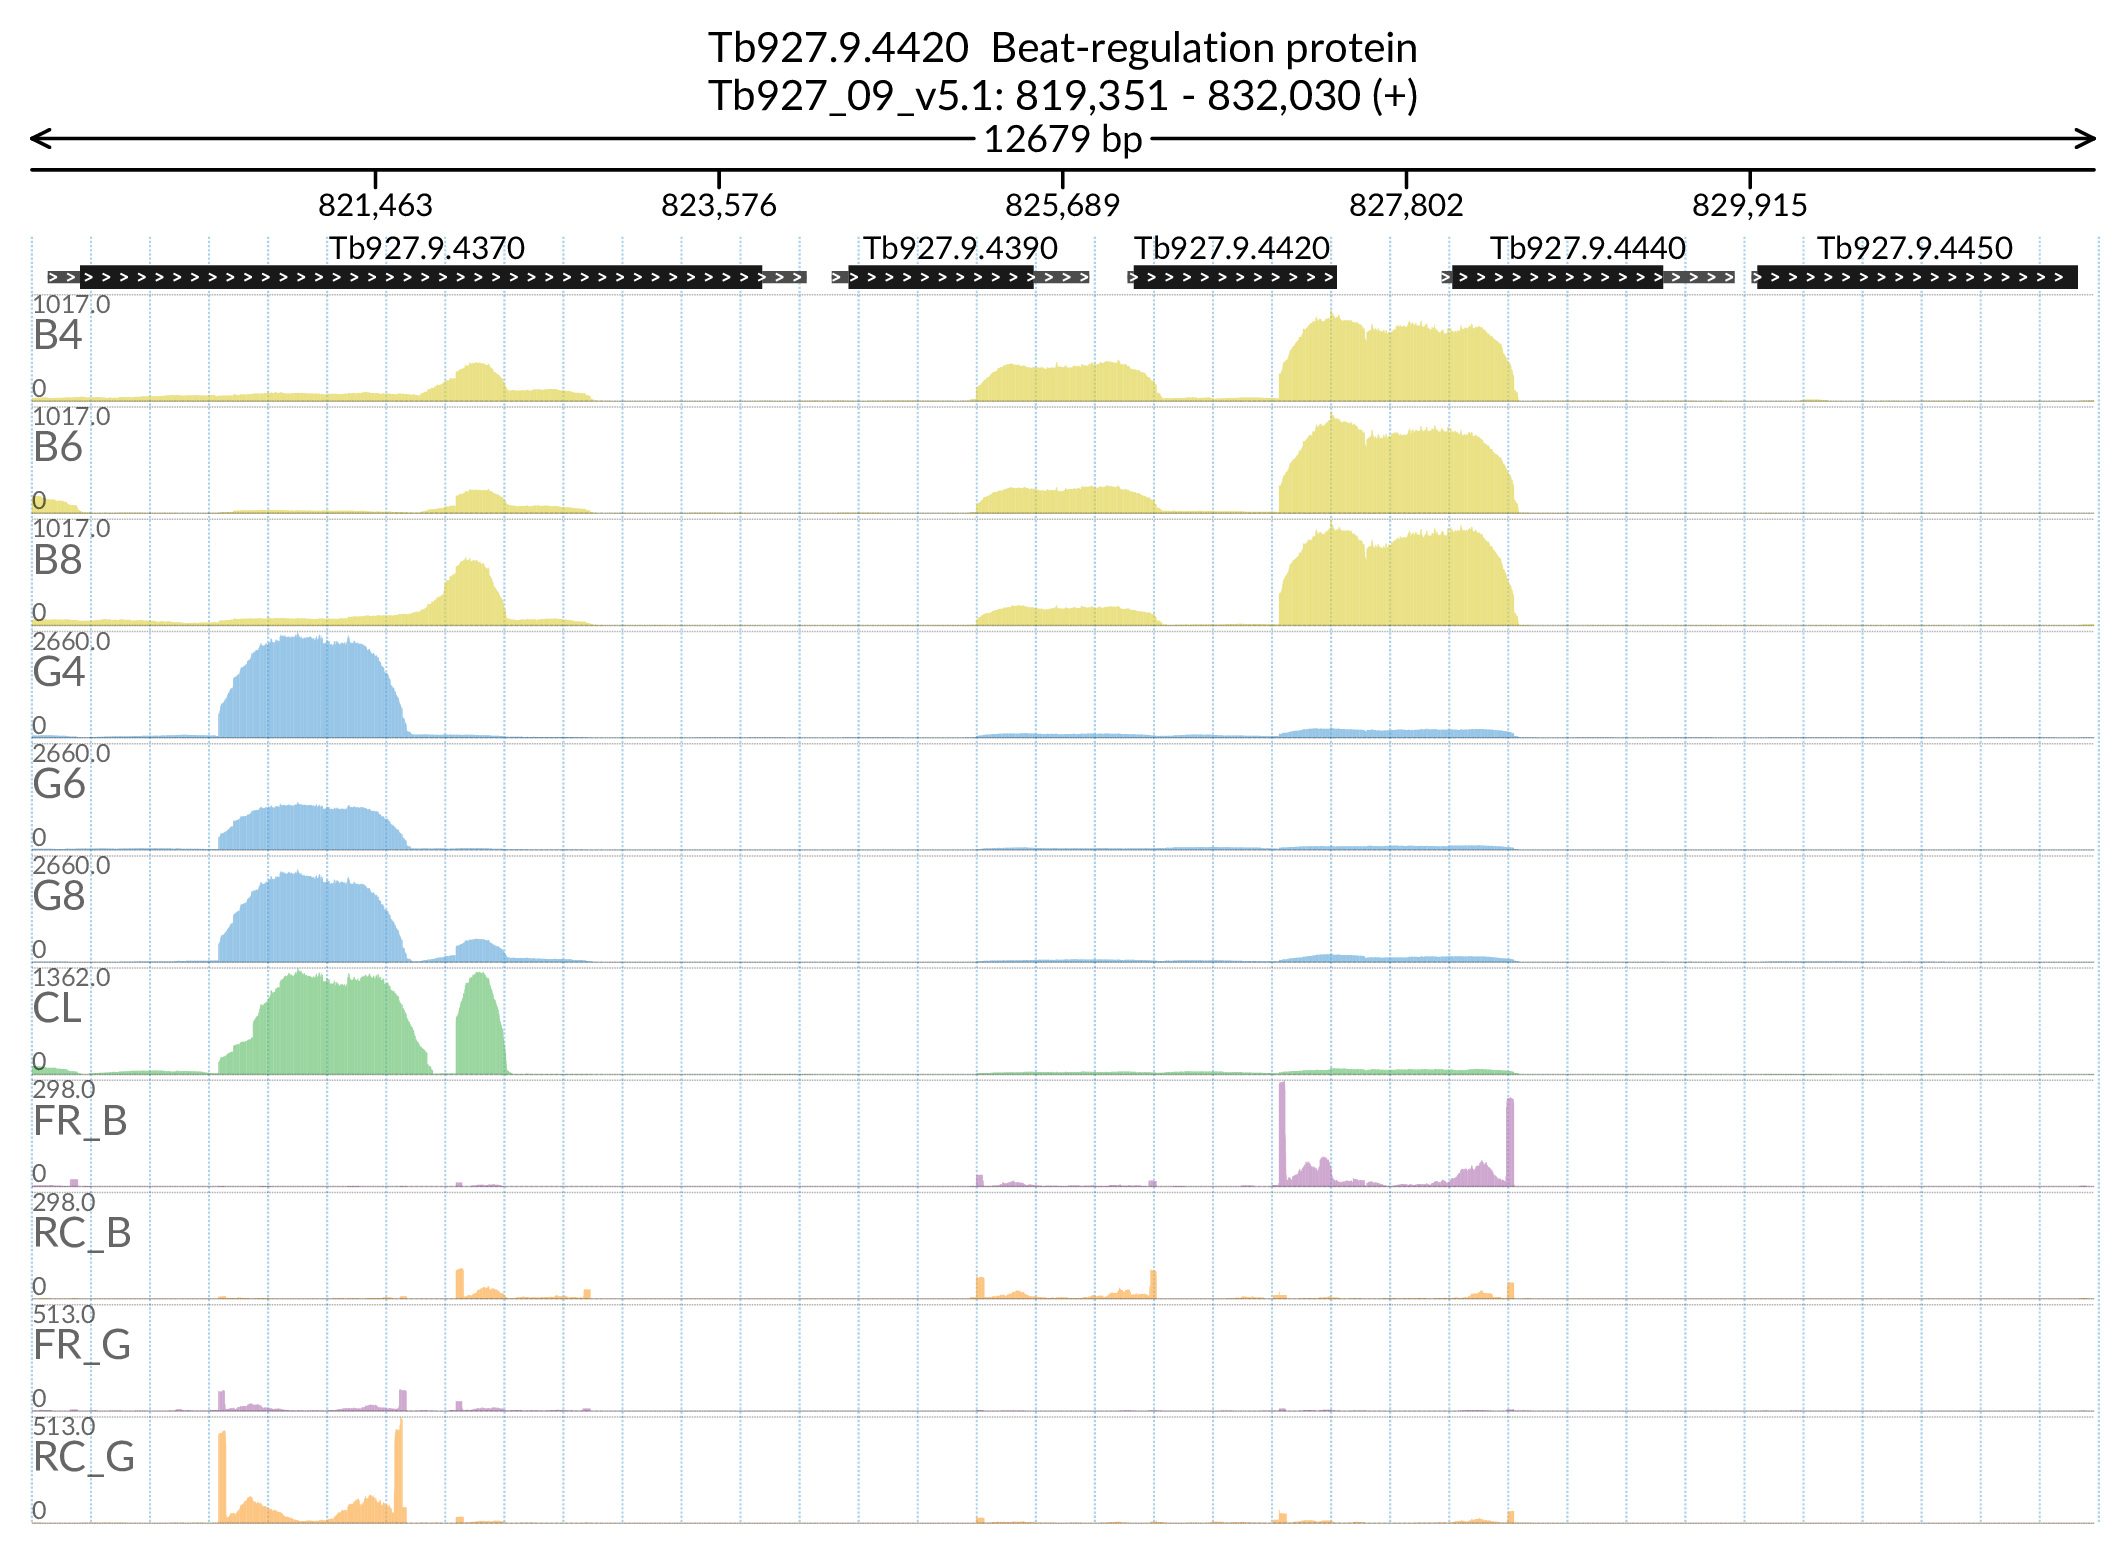 Tb927.9.4420 Beat-regulation protein
Tb927_09_v5.1: 819,351 - 832,030 (+)
12679 bp
821,463 823,576 825,689 827,802 829,915
Tb927.9.4370 Tb927.9.4390 Tb927.9.4420 Tb927.9.4440 Tb927.9.4450
1017.0
B4
0
1017.0
B6
0
1017.0
B8
0
2660.0
G4
0
2660.0
G6
0
2660.0
G8
0
1362.0
CL
0
298.0
FR_B
0
298.0
RC_B
0
513.0
FR_G
0
513.0
RC_G
0